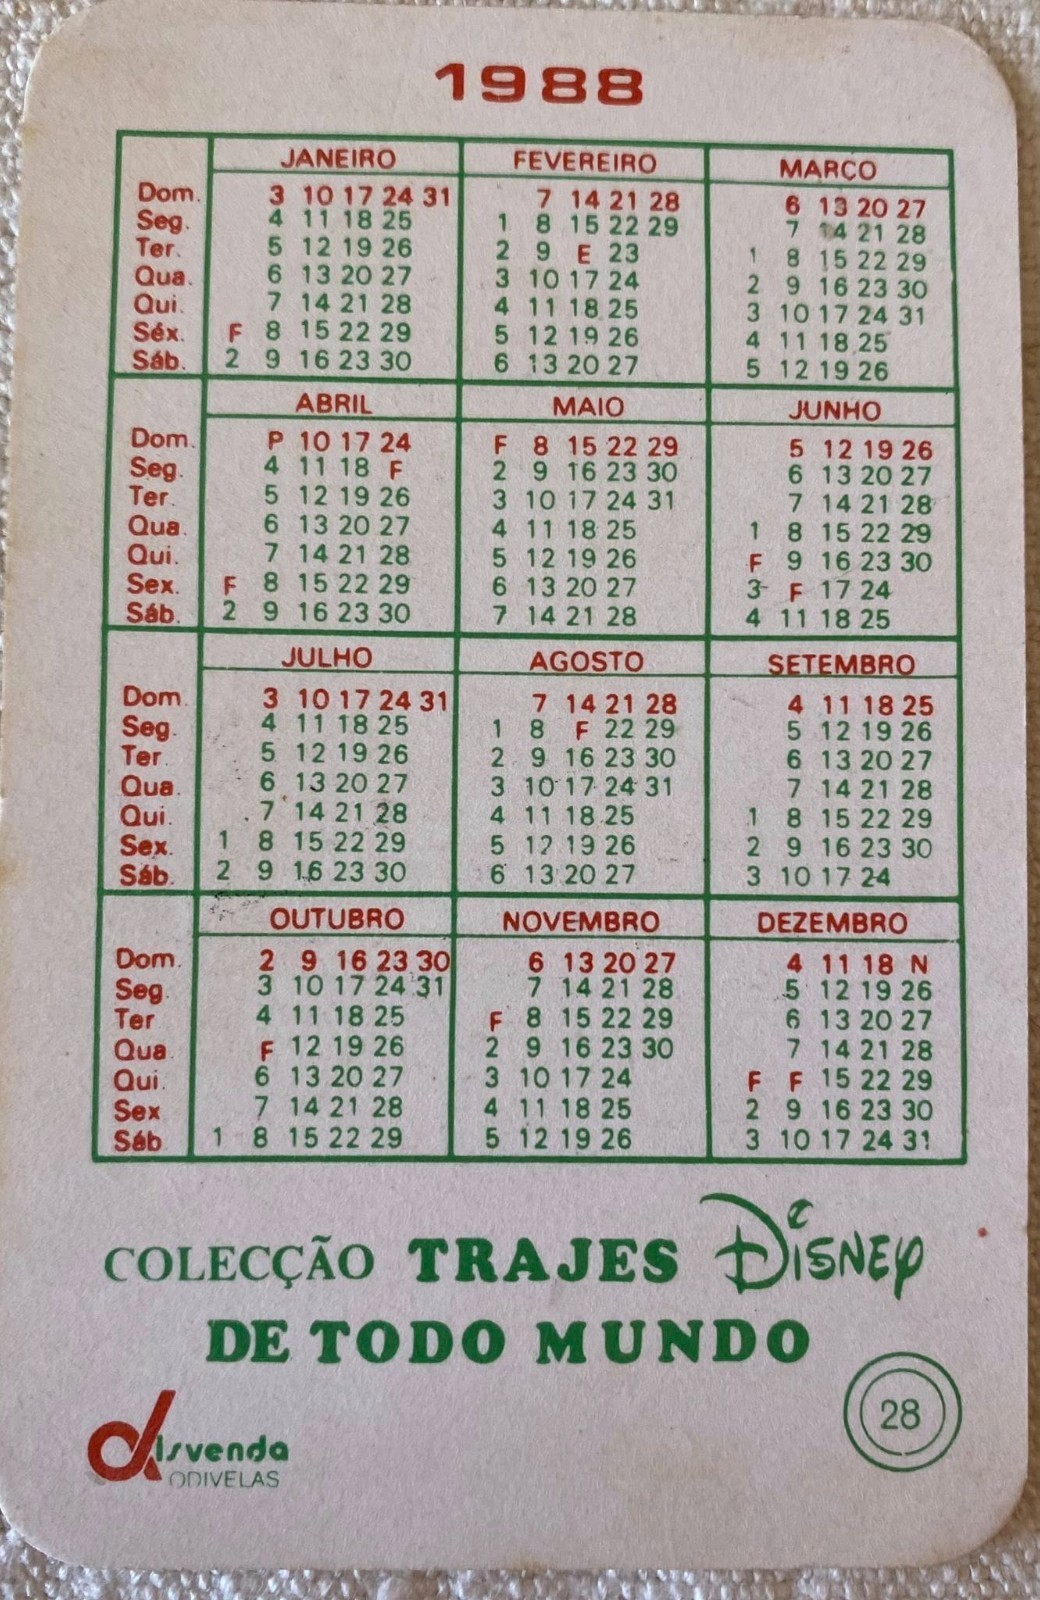 1988
JANEIRO FEVEREIRO MARÇO
Dom. 3 10 17 24 31 7 14 21 28 6 13 20 27
Seg. 4 11 18 25 1 8 15 22 29 7 14 21 28
Ter. 5 12 19 26 2 9 E 23 1 8 15 22 29
Qua. 6 13 20 27 3 10 17 24 2 9 16 23 30
Qui. 7 14 21 28 4 11 18 25 3 10 17 24 31
Séx. F 8 15 22 29 5 12 19 26 4 11 18 25
Sáb. 2 9 16 23 30 6 13 20 27 5 12 19 26
ABRIL MAIO JUNHO
Dom. P 10 17 24 F 8 15 22 29 5 12 19 26
Seg. 4 11 18 F 2 9 16 23 30 6 13 20 27
Ter. 5 12 19 26 3 10 17 24 31 7 14 21 28
Qua. 6 13 20 27 4 11 18 25 1 8 15 22 29
Qui. 7 14 21 28 5 12 19 26 F 9 16 23 30
Sex. F 8 15 22 29 6 13 20 27 3 F 17 24
Sáb. 2 9 16 23 30 7 14 21 28 4 11 18 25
JULHO AGOSTO SETEMBRO
Dom. 3 10 17 24 31 7 14 21 28 4 11 18 25
Seg. 4 11 18 25 1 8 F 22 29 5 12 19 26
Ter. 5 12 19 26 2 9 16 23 30 6 13 20 27
Qua. 6 13 20 27 3 10 17 24 31 7 14 21 28
Qui. 7 14 21 28 4 11 18 25 1 8 15 22 29
Sex. 1 8 15 22 29 5 12 19 26 2 9 16 23 30
Sáb. 2 9 16 23 30 6 13 20 27 3 10 17 24
OUTUBRO NOVEMBRO DEZEMBRO
Dom. 2 9 16 23 30 6 13 20 27 4 11 18 N
Seg. 3 10 17 24 31 7 14 21 28 5 12 19 26
Ter 4 11 18 25 F 8 15 22 29 6 13 20 27
Qua F 12 19 26 2 9 16 23 30 7 14 21 28
Qui. 6 13 20 27 3 10 17 24 F F 15 22 29
Sex 7 14 21 28 4 11 18 25 2 9 16 23 30
Sáb 1 8 15 22 29 5 12 19 26 3 10 17 24 31
COLECÇÃO TRAJES DISNEY
DE TODO MUNDO
28
disvenda
ODIVELAS